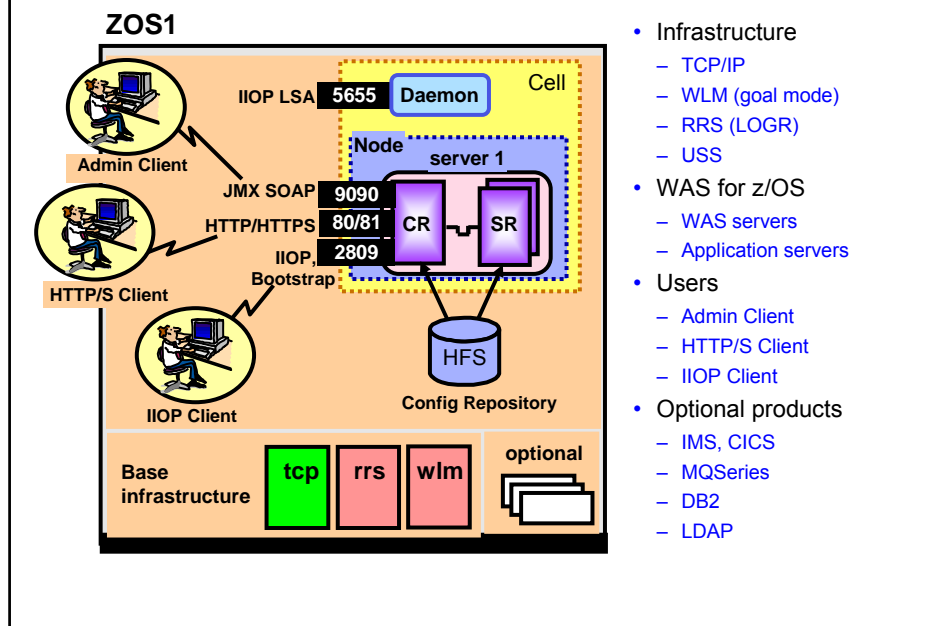 ZOS1
IIOP LSA 5655 Daemon Cell
Admin Client
Node
server 1
JMX SOAP 9090
HTTP/HTTPS 80/81 CR SR
IIOP, 2809
Bootstrap
HTTP/S Client
IIOP Client
HFS
Config Repository
Base
infrastructure
tcp rrs wlm
optional
• Infrastructure
– TCP/IP
– WLM (goal mode)
– RRS (LOGR)
– USS
• WAS for z/OS
– WAS servers
– Application servers
• Users
– Admin Client
– HTTP/S Client
– IIOP Client
• Optional products
– IMS, CICS
– MQSeries
– DB2
– LDAP